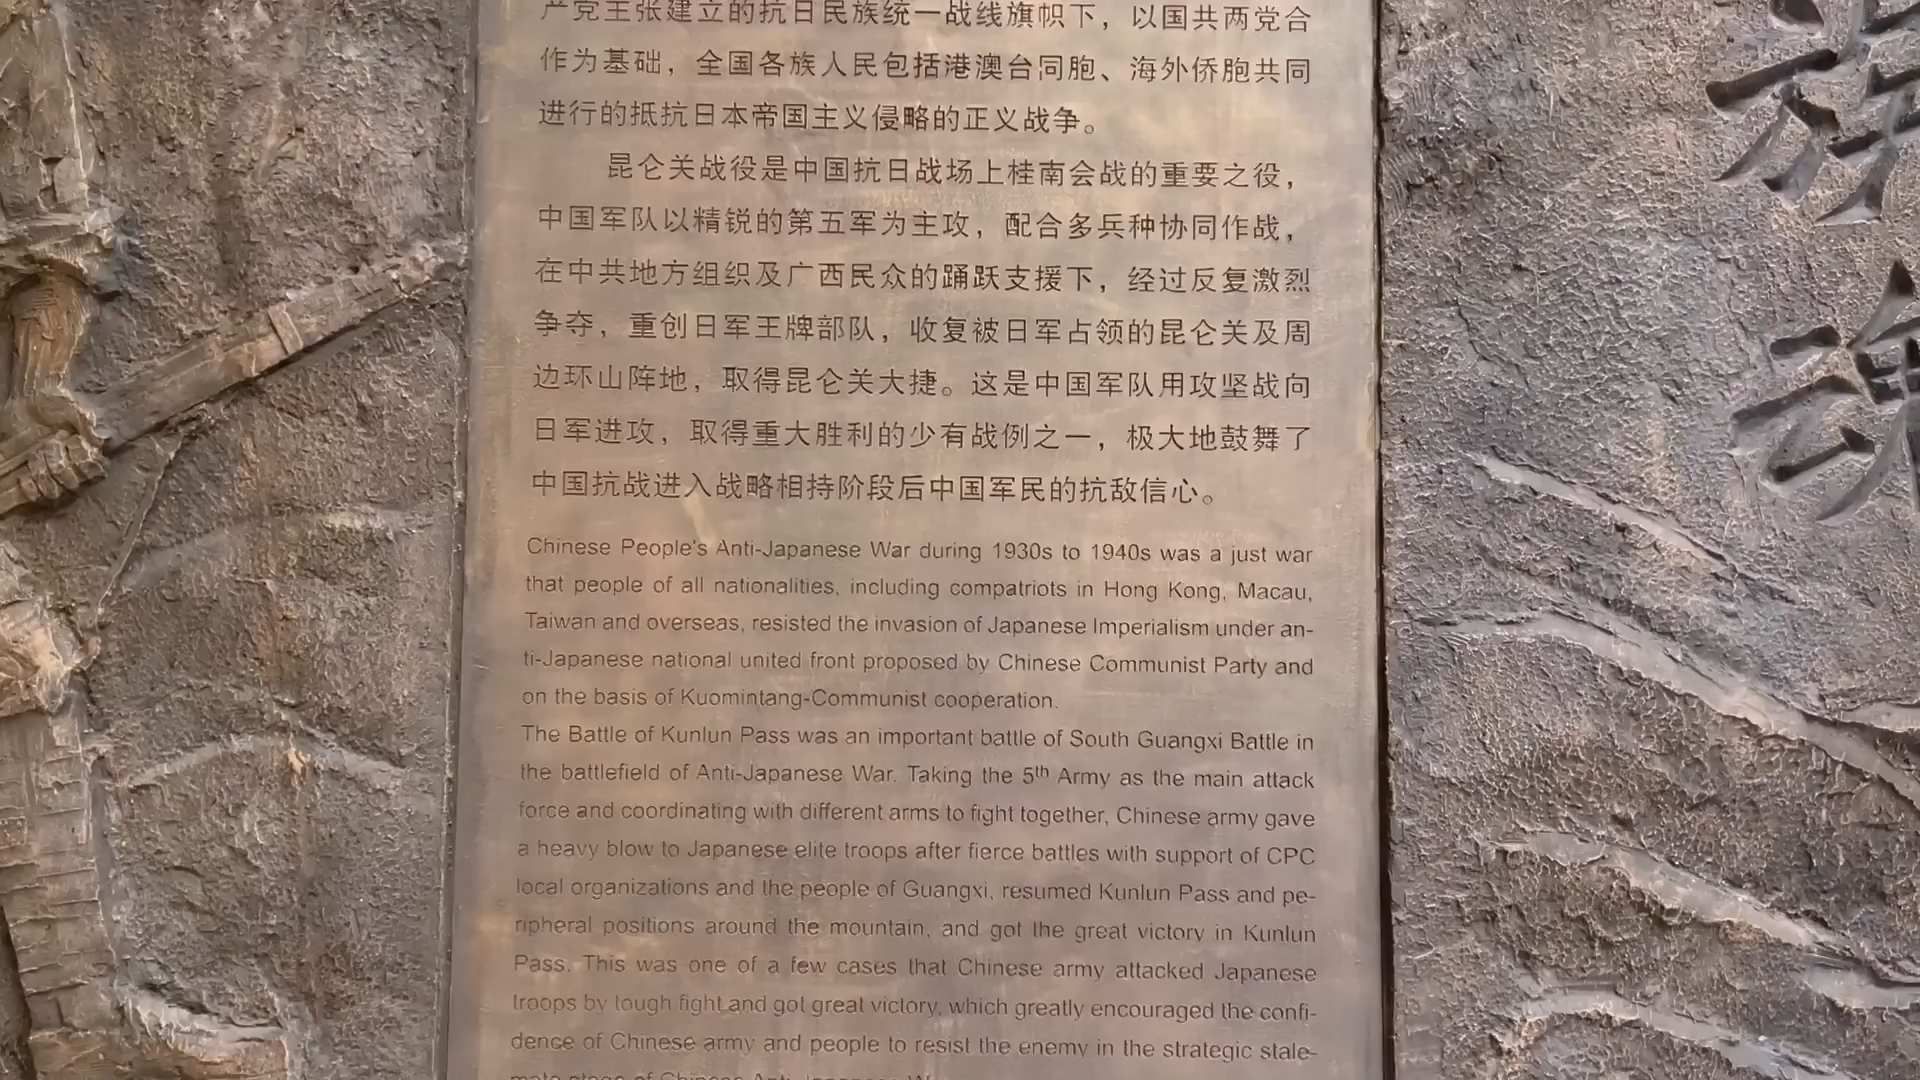 产党主张建立的抗日民族统一战线旗帜下，以国共两党合
作为基础，全国各族人民包括港澳台同胞、海外侨胞共同
进行的抵抗日本帝国主义侵略的正义战争。
昆仑关战役是中国抗日战场上桂南会战的重要之役，
中国军队以精锐的第五军为主攻，配合多兵种协同作战，
在中共地方组织及广西民众的踊跃支援下，经过反复激烈
争夺，重创日军王牌部队，收复被日军占领的昆仑关及周
边环山阵地，取得昆仑关大捷。这是中国军队用攻坚战向
日军进攻，取得重大胜利的少有战例之一，极大地鼓舞了
中国抗战进入战略相持阶段后中国军民的抗敌信心。
Chinese People's Anti-Japanese War during 1930s to 1940s was a just war
that people of all nationalities, including compatriots in Hong Kong, Macau,
Taiwan and overseas, resisted the invasion of Japanese Imperialism under an-
ti-Japanese national united front proposed by Chinese Communist Party and
on the basis of Kuomintang-Communist cooperation.
The Battle of Kunlun Pass was an important battle of South Guangxi Battle in
the battlefield of Anti-Japanese War. Taking the 5th Army as the main attack
force and coordinating with different arms to fight together, Chinese army gave
a heavy blow to Japanese elite troops after fierce battles with support of CPC
local organizations and the people of Guangxi, resumed Kunlun Pass and pe-
ripheral positions around the mountain, and got the great victory in Kunlun
Pass. This was one of a few cases that Chinese army attacked Japanese
troops by tough fight and got great victory, which greatly encouraged the confi-
dence of Chinese army and people to resist the enemy in the strategic stale-